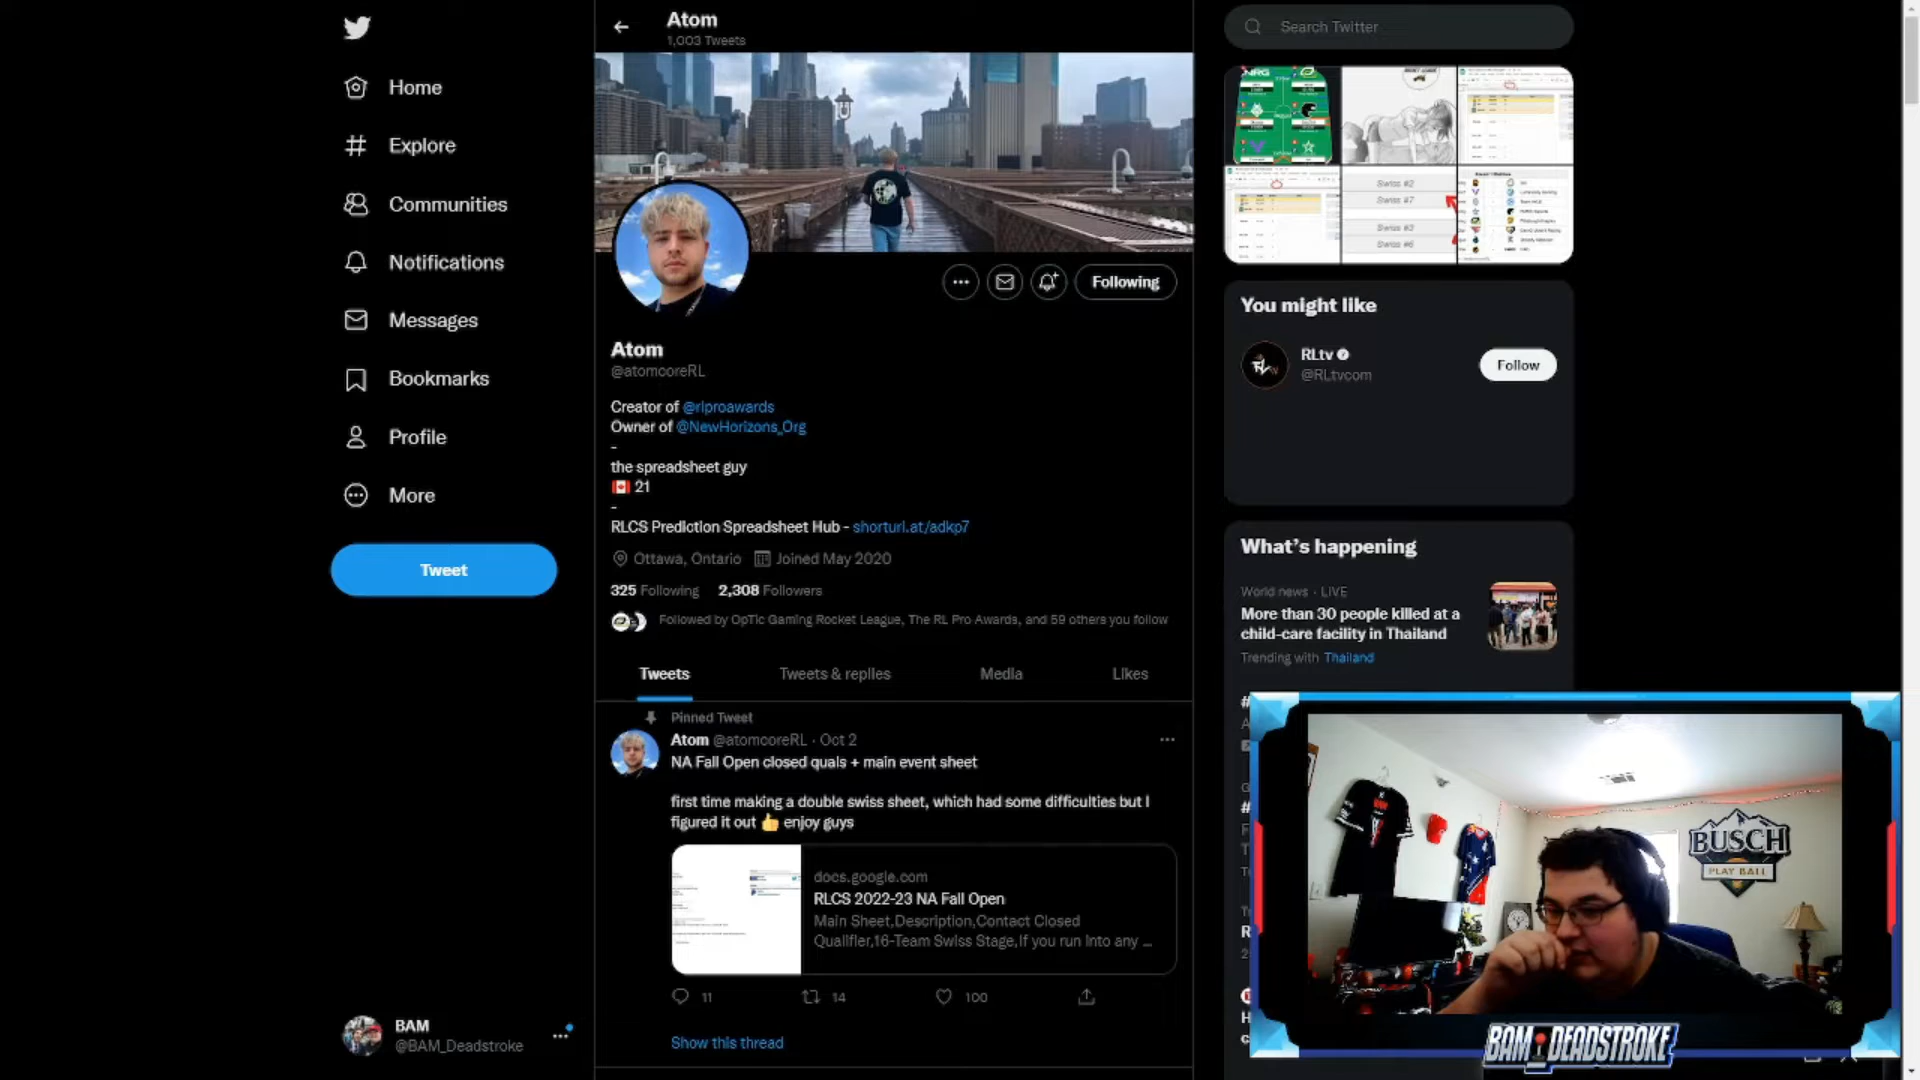 Home
Explore
Communities
Notifications
Messages
Bookmarks
Profile
More
Tweet
BAM
@BAM_Deadstroke
Atom
1,003 Tweets
Following
Atom
@atomcoreRL
Creator of @rlproawards
Owner of @NewHorizons_Org
-
the spreadsheet guy
21
-
RLCS Prediction Spreadsheet Hub - shorturl.at/adkp7
Ottawa, Ontario Joined May 2020
325 Following 2,308 Followers
Followed by OpTic Gaming Rocket League, The RL Pro Awards, and 59 others you follow
Tweets Tweets & replies Media Likes
Pinned Tweet
Atom @atomcoreRL · Oct 2
NA Fall Open closed quals + main event sheet
first time making a double swiss sheet, which had some difficulties but I
figured it out 👍 enjoy guys
docs.google.com
RLCS 2022-23 NA Fall Open
Main Sheet,Description,Contact Closed
Qualifier,16-Team Swiss Stage,If you run into any ...
11 14 100
Show this thread
Search Twitter
NRG
Swiss #2
Swiss #7
Swiss #3
Swiss #6
You might like
RLtv
@RLtvcom
Follow
What's happening
World news · LIVE
More than 30 people killed at a
child-care facility in Thailand
Trending with Thailand
BUSCH
PLAY BALL
BAM DEADSTROKE